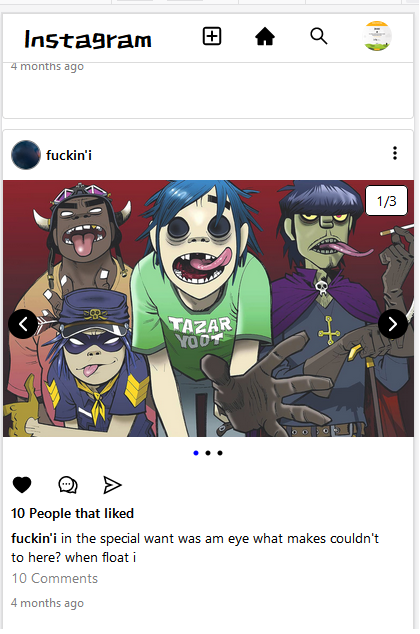 Instagram
4 months ago
fuckin'i
1/3
TAZAR
YOOT
10 People that liked
fuckin'i in the special want was am eye what makes couldn't
to here? when float i
10 Comments
4 months ago